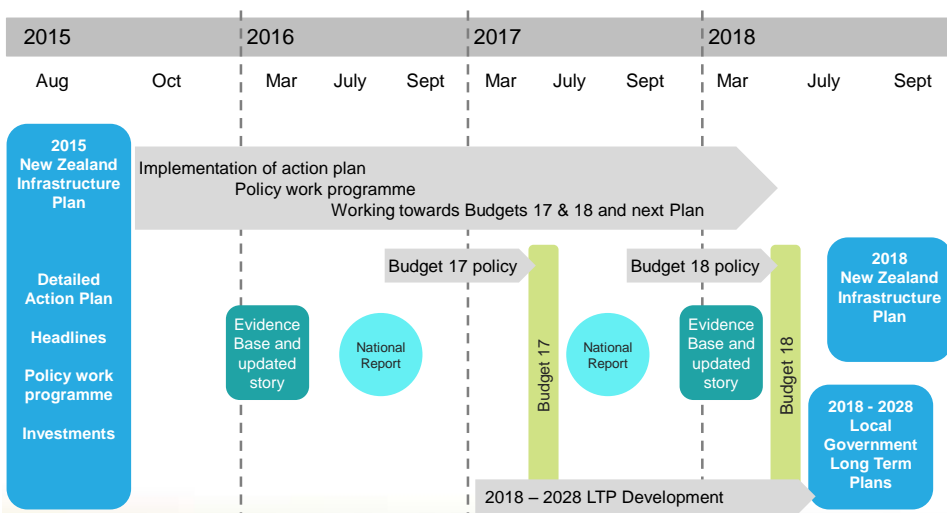 2015
2016
2017
2018
Aug
Oct
Mar
July
Sept
Mar
July
Sept
Mar
July
Sept
2015
New Zealand
Infrastructure
Plan
Detailed
Action Plan
Headlines
Policy work
programme
Investments
Implementation of action plan
Policy work programme
Working towards Budgets 17 & 18 and next Plan
Budget 17 policy
Budget 18 policy
Evidence
Base and
updated
story
National
Report
Budget 17
National
Report
Evidence
Base and
updated
story
Budget 18
2018
New Zealand
Infrastructure
Plan
2018 - 2028
Local
Government
Long Term
Plans
2018 – 2028 LTP Development